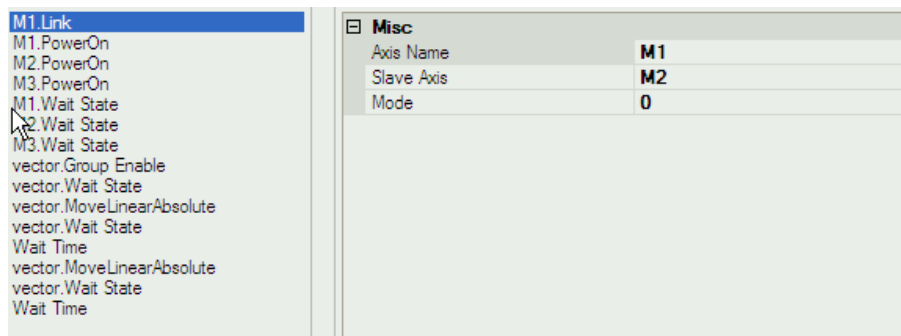 M1.Link
M1.PowerOn
M2.PowerOn
M3.PowerOn
M1.Wait State
2.Wait State
M3.Wait State
vector.Group Enable
vector.Wait State
vector.MoveLinearAbsolute
vector.Wait State
Wait Time
vector.MoveLinearAbsolute
vector.Wait State
Wait Time
Misc
Axis Name M1
Slave Axis M2
Mode 0